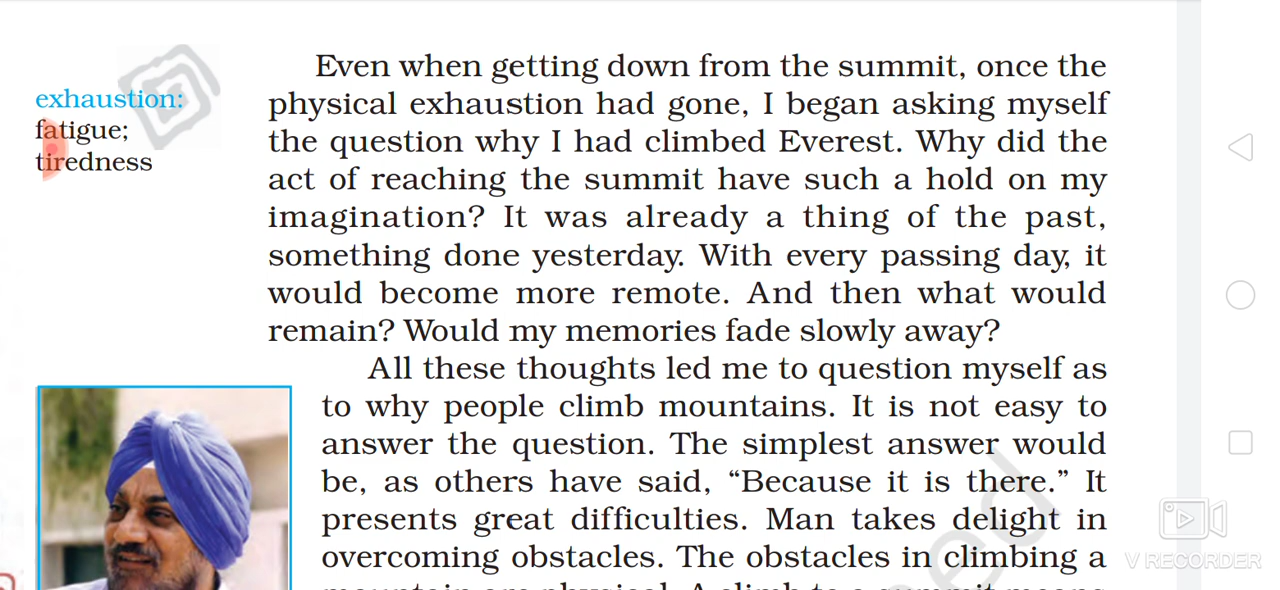 exhaustion:
fatigue;
tiredness
Even when getting down from the summit, once the
physical exhaustion had gone, I began asking myself
the question why I had climbed Everest. Why did the
act of reaching the summit have such a hold on my
imagination? It was already a thing of the past,
something done yesterday. With every passing day, it
would become more remote. And then what would
remain? Would my memories fade slowly away?
All these thoughts led me to question myself as
to why people climb mountains. It is not easy to
answer the question. The simplest answer would
be, as others have said, “Because it is there.” It
presents great difficulties. Man takes delight in
overcoming obstacles. The obstacles in climbing a
V RECORDER